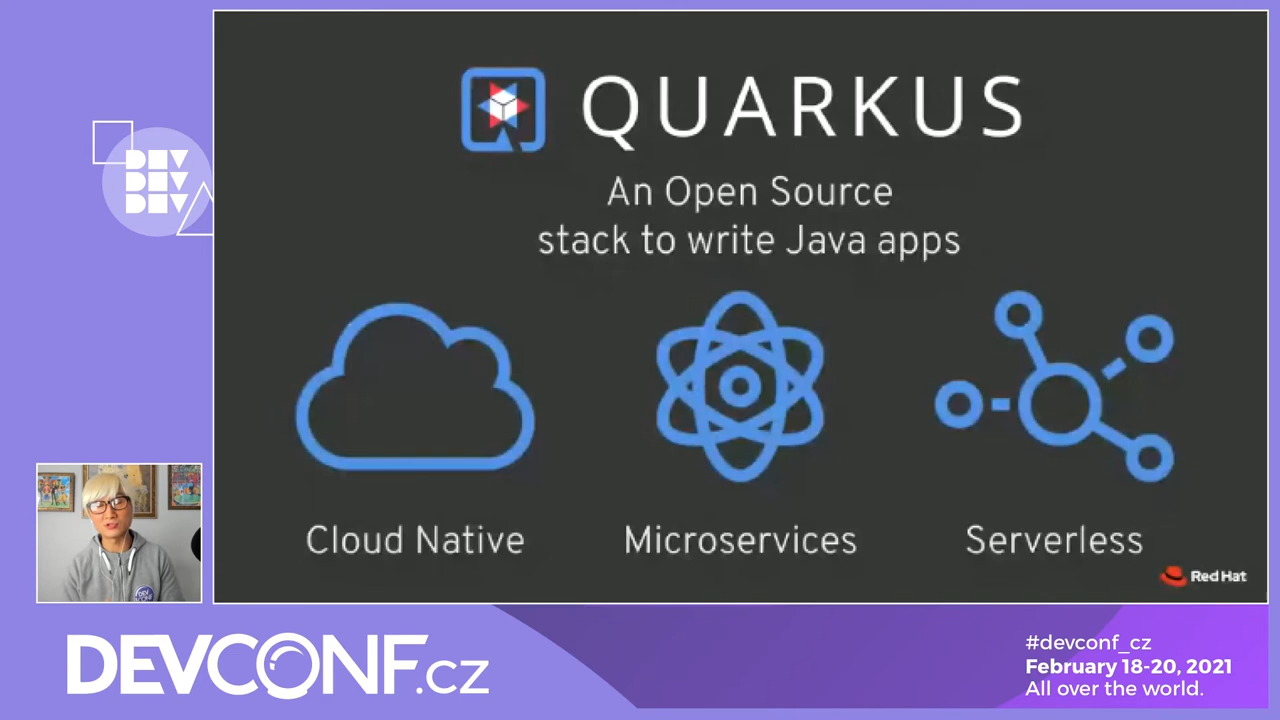 QUARKUS
An Open Source
stack to write Java apps
Cloud Native
Microservices
Serverless
Red Hat
DEV
DEV
DEV
DEVCONF.cz
#devconf_cz
February 18-20, 2021
All over the world.